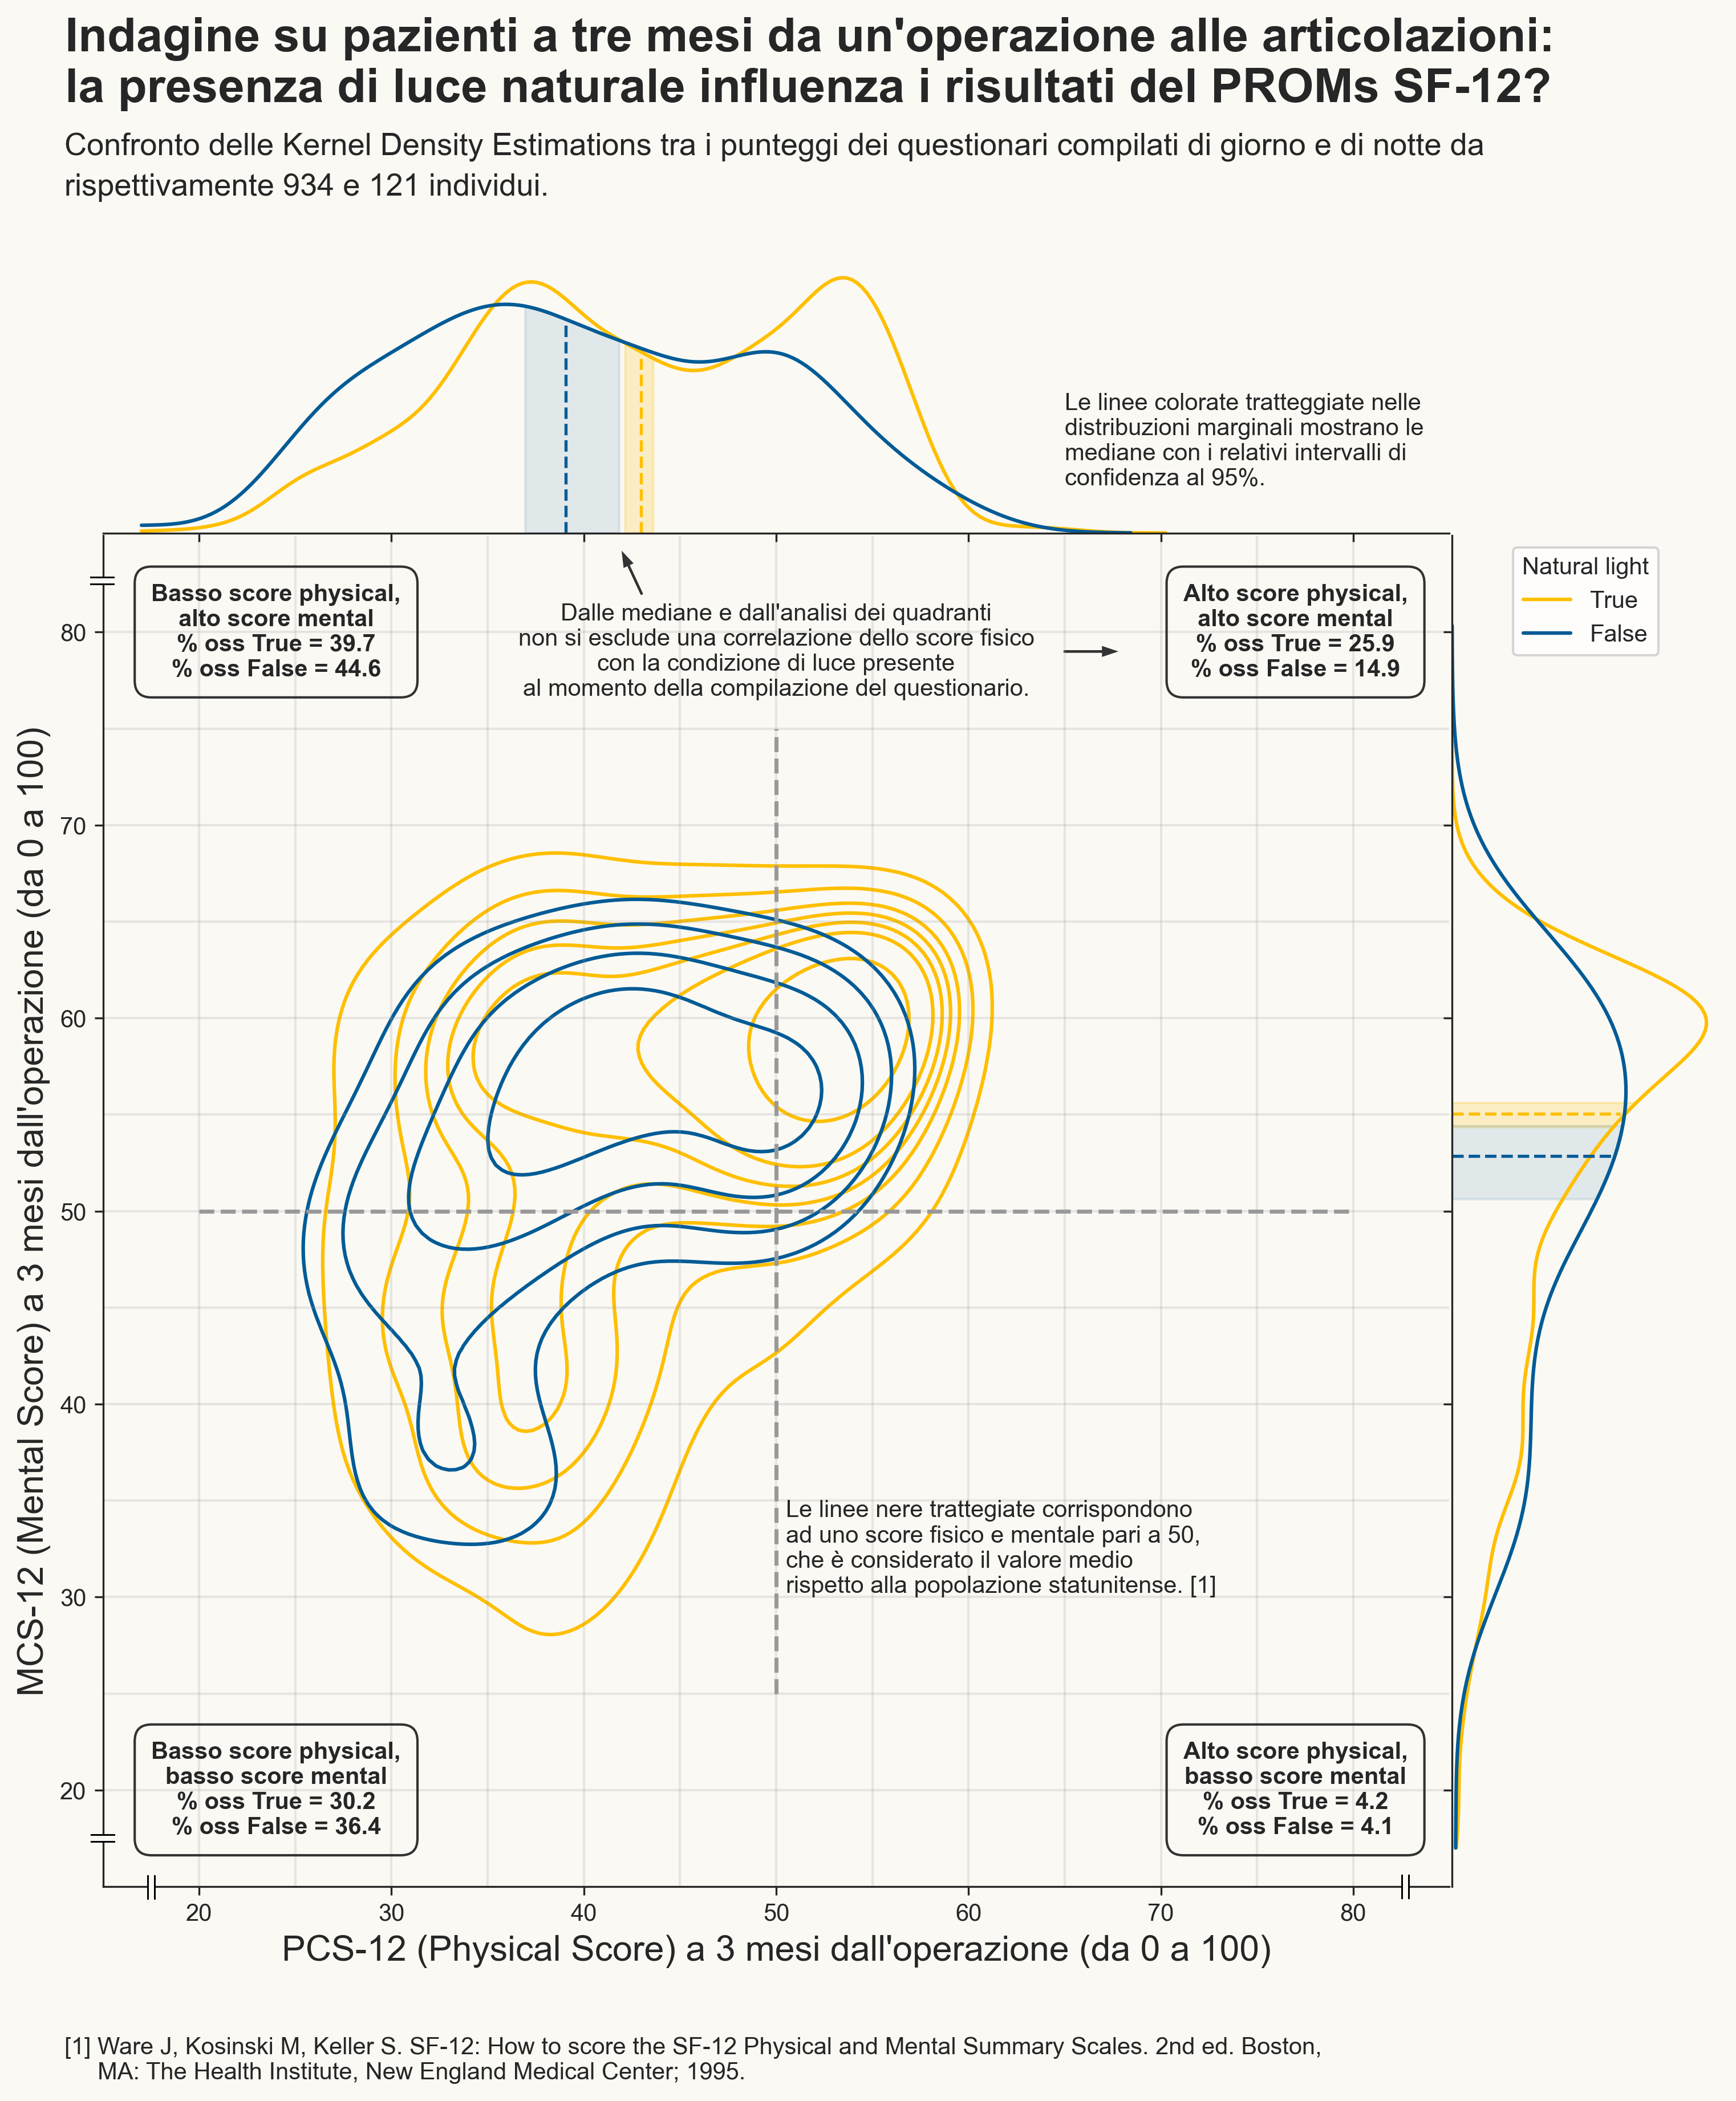 Indagine su pazienti a tre mesi da un'operazione alle articolazioni:
la presenza di luce naturale influenza i risultati del PROMs SF-12?
Confronto delle Kernel Density Estimations tra i punteggi dei questionari compilati di giorno e di notte da
rispettivamente 934 e 121 individui.
Le linee colorate tratteggiate nelle
distribuzioni marginali mostrano le
mediane con i relativi intervalli di
confidenza al 95%.
Natural light
True
False
Basso score physical,
alto score mental
% oss True = 39.7
% oss False = 44.6
Dalle mediane e dall'analisi dei quadranti
non si esclude una correlazione dello score fisico
con la condizione di luce presente
al momento della compilazione del questionario.
Alto score physical,
alto score mental
% oss True = 25.9
% oss False = 14.9
MCS-12 (Mental Score) a 3 mesi dall'operazione (da 0 a 100)
80
70
60
50
40
30
20
Le linee nere trattegiate corrispondono
ad uno score fisico e mentale pari a 50,
che è considerato il valore medio
rispetto alla popolazione statunitense. [1]
Basso score physical,
basso score mental
% oss True = 30.2
% oss False = 36.4
Alto score physical,
basso score mental
% oss True = 4.2
% oss False = 4.1
20 30 40 50 60 70 80
PCS-12 (Physical Score) a 3 mesi dall'operazione (da 0 a 100)
[1] Ware J, Kosinski M, Keller S. SF-12: How to score the SF-12 Physical and Mental Summary Scales. 2nd ed. Boston,
MA: The Health Institute, New England Medical Center; 1995.